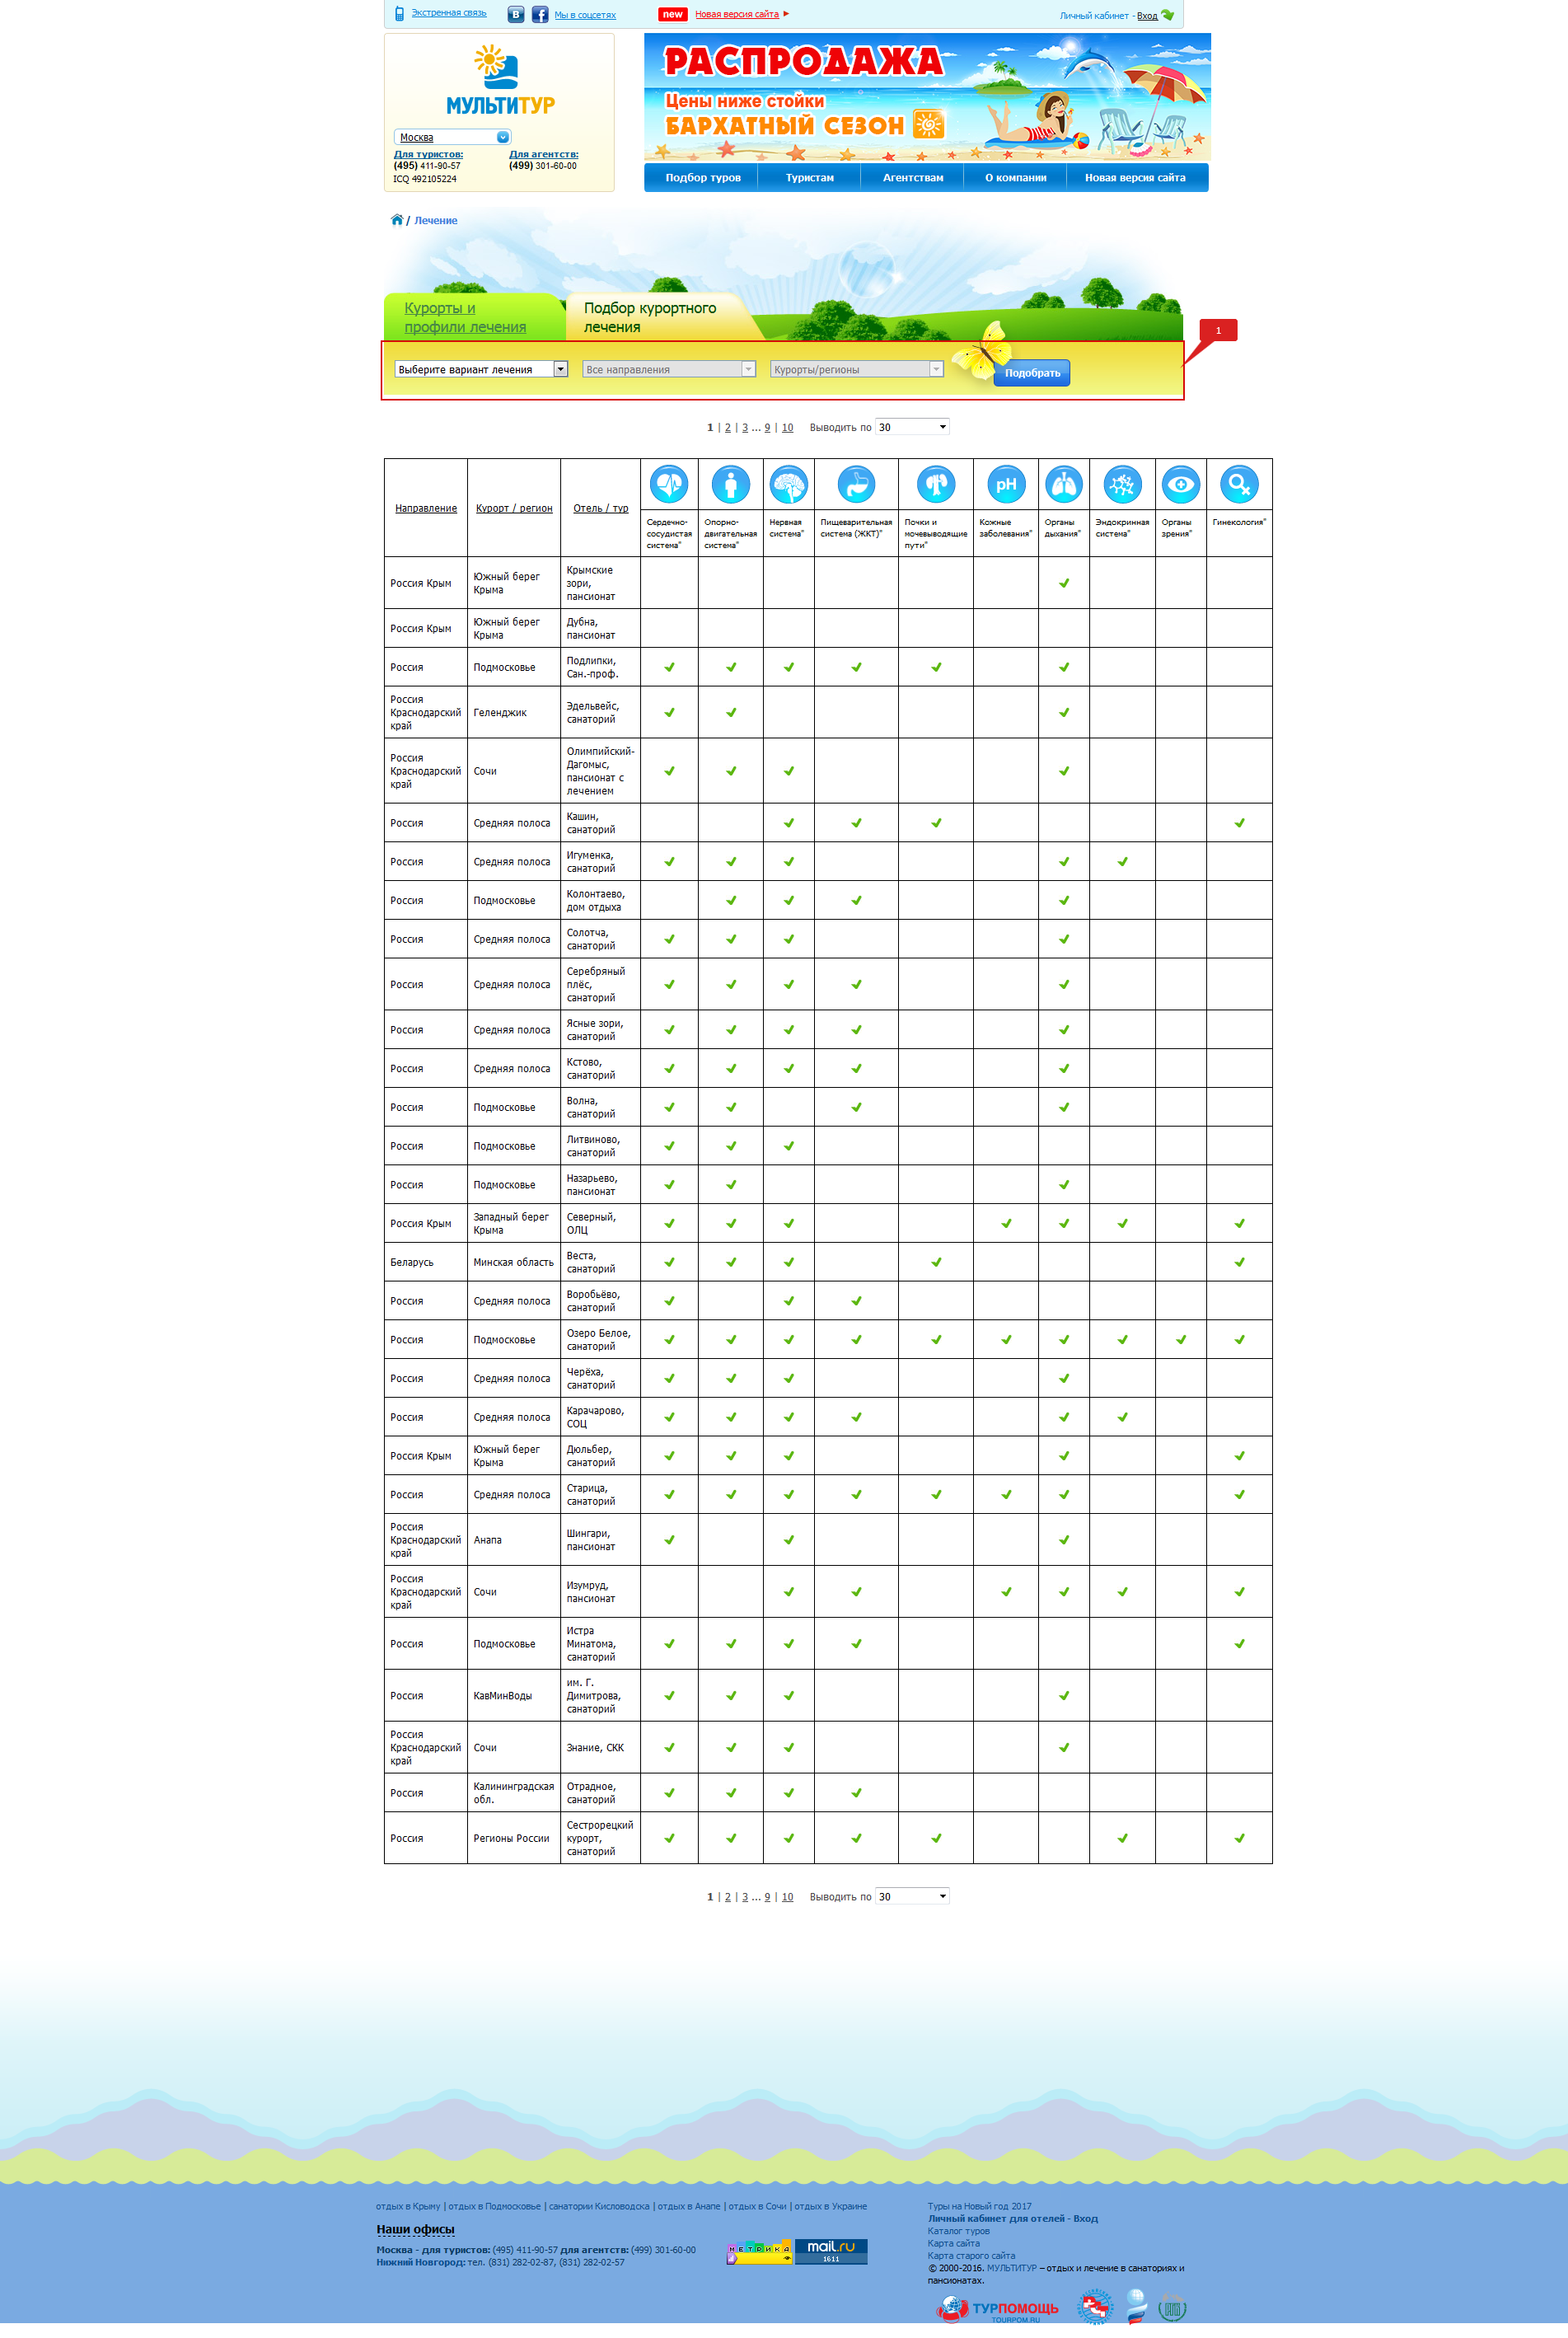 Экстренная связь
Мы в соцсетях
new Новая версия сайта
Личный кабинет - Вход
МУЛЬТИТУР
Москва
Для туристов: Для агентств:
(495) 411-90-57 (499) 301-60-00
ICQ 492105224
РАСПРОДАЖА
Цены ниже стойки
БАРХАТНЫЙ СЕЗОН
Подбор туров Туристам Агентствам О компании Новая версия сайта
/ Лечение
Курорты и
профили лечения
Подбор курортного
лечения
1
Выберите вариант лечения Все направления Курорты/регионы Подобрать
1 | 2 | 3 ... 9 | 10 Выводить по 30
Направление Курорт / регион Отель / тур
pH
Сердечно-
сосудистая
система"
Опорно-
двигательная
система"
Нервная
система"
Пищеварительная
система (ЖКТ)"
Почки и
мочевыводящие
пути"
Кожные
заболевания"
Органы
дыхания"
Эндокринная
система"
Органы
зрения"
Гинекология"
Россия Крым
Южный берег
Крыма
Крымские
зори,
пансионат
Россия Крым
Южный берег
Крыма
Дубна,
пансионат
Россия
Подмосковье
Подлипки,
Сан.-проф.
Россия
Краснодарский
край
Геленджик
Эдельвейс,
санаторий
Россия
Краснодарский
край
Сочи
Олимпийский-
Дагомыс,
пансионат с
лечением
Россия
Средняя полоса
Кашин,
санаторий
Россия
Средняя полоса
Игуменка,
санаторий
Россия
Подмосковье
Колонтаево,
дом отдыха
Россия
Средняя полоса
Солотча,
санаторий
Россия
Средняя полоса
Серебряный
плёс,
санаторий
Россия
Средняя полоса
Ясные зори,
санаторий
Россия
Средняя полоса
Кстово,
санаторий
Россия
Подмосковье
Волна,
санаторий
Россия
Подмосковье
Литвиново,
санаторий
Россия
Подмосковье
Назарьево,
пансионат
Россия Крым
Западный берег
Крыма
Северный,
ОЛЦ
Беларусь
Минская область
Веста,
санаторий
Россия
Средняя полоса
Воробьёво,
санаторий
Россия
Подмосковье
Озеро Белое,
санаторий
Россия
Средняя полоса
Черёха,
санаторий
Россия
Средняя полоса
Карачарово,
СОЦ
Россия Крым
Южный берег
Крыма
Дюльбер,
санаторий
Россия
Средняя полоса
Старица,
санаторий
Россия
Краснодарский
край
Анапа
Шингари,
пансионат
Россия
Краснодарский
край
Сочи
Изумруд,
пансионат
Россия
Подмосковье
Истра
Минатома,
санаторий
Россия
КавМинВоды
им. Г.
Димитрова,
санаторий
Россия
Краснодарский
край
Сочи
Знание, СКК
Россия
Калининградская
обл.
Отрадное,
санаторий
Россия
Регионы России
Сестрорецкий
курорт,
санаторий
1 | 2 | 3 ... 9 | 10 Выводить по 30
отдых в Крыму | отдых в Подмосковье | санатории Кисловодска | отдых в Анапе | отдых в Сочи | отдых в Украине
Наши офисы
Москва - для туристов: (495) 411-90-57 для агентств: (499) 301-60-00
Нижний Новгород: тел. (831) 282-02-87, (831) 282-02-57
МЕТРИКА
mail.ru
1611
Туры на Новый год 2017
Личный кабинет для отелей - Вход
Каталог туров
Карта сайта
Карта старого сайта
© 2000-2016. МУЛЬТИТУР – отдых и лечение в санаториях и
пансионатах.
ТУРПОМОЩЬ
TOURPOM.RU